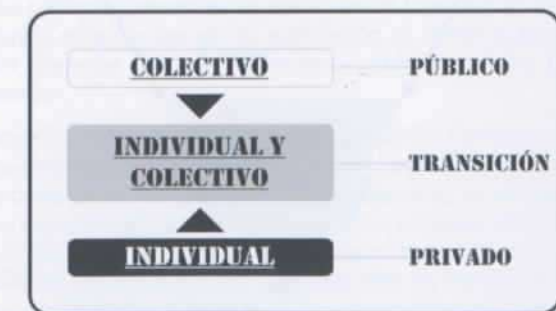 COLECTIVO PÚBLICO
INDIVIDUAL Y
COLECTIVO
TRANSICIÓN
INDIVIDUAL PRIVADO